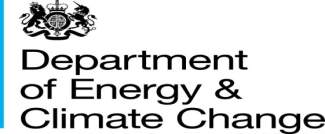 Department
of Energy &
Climate Change